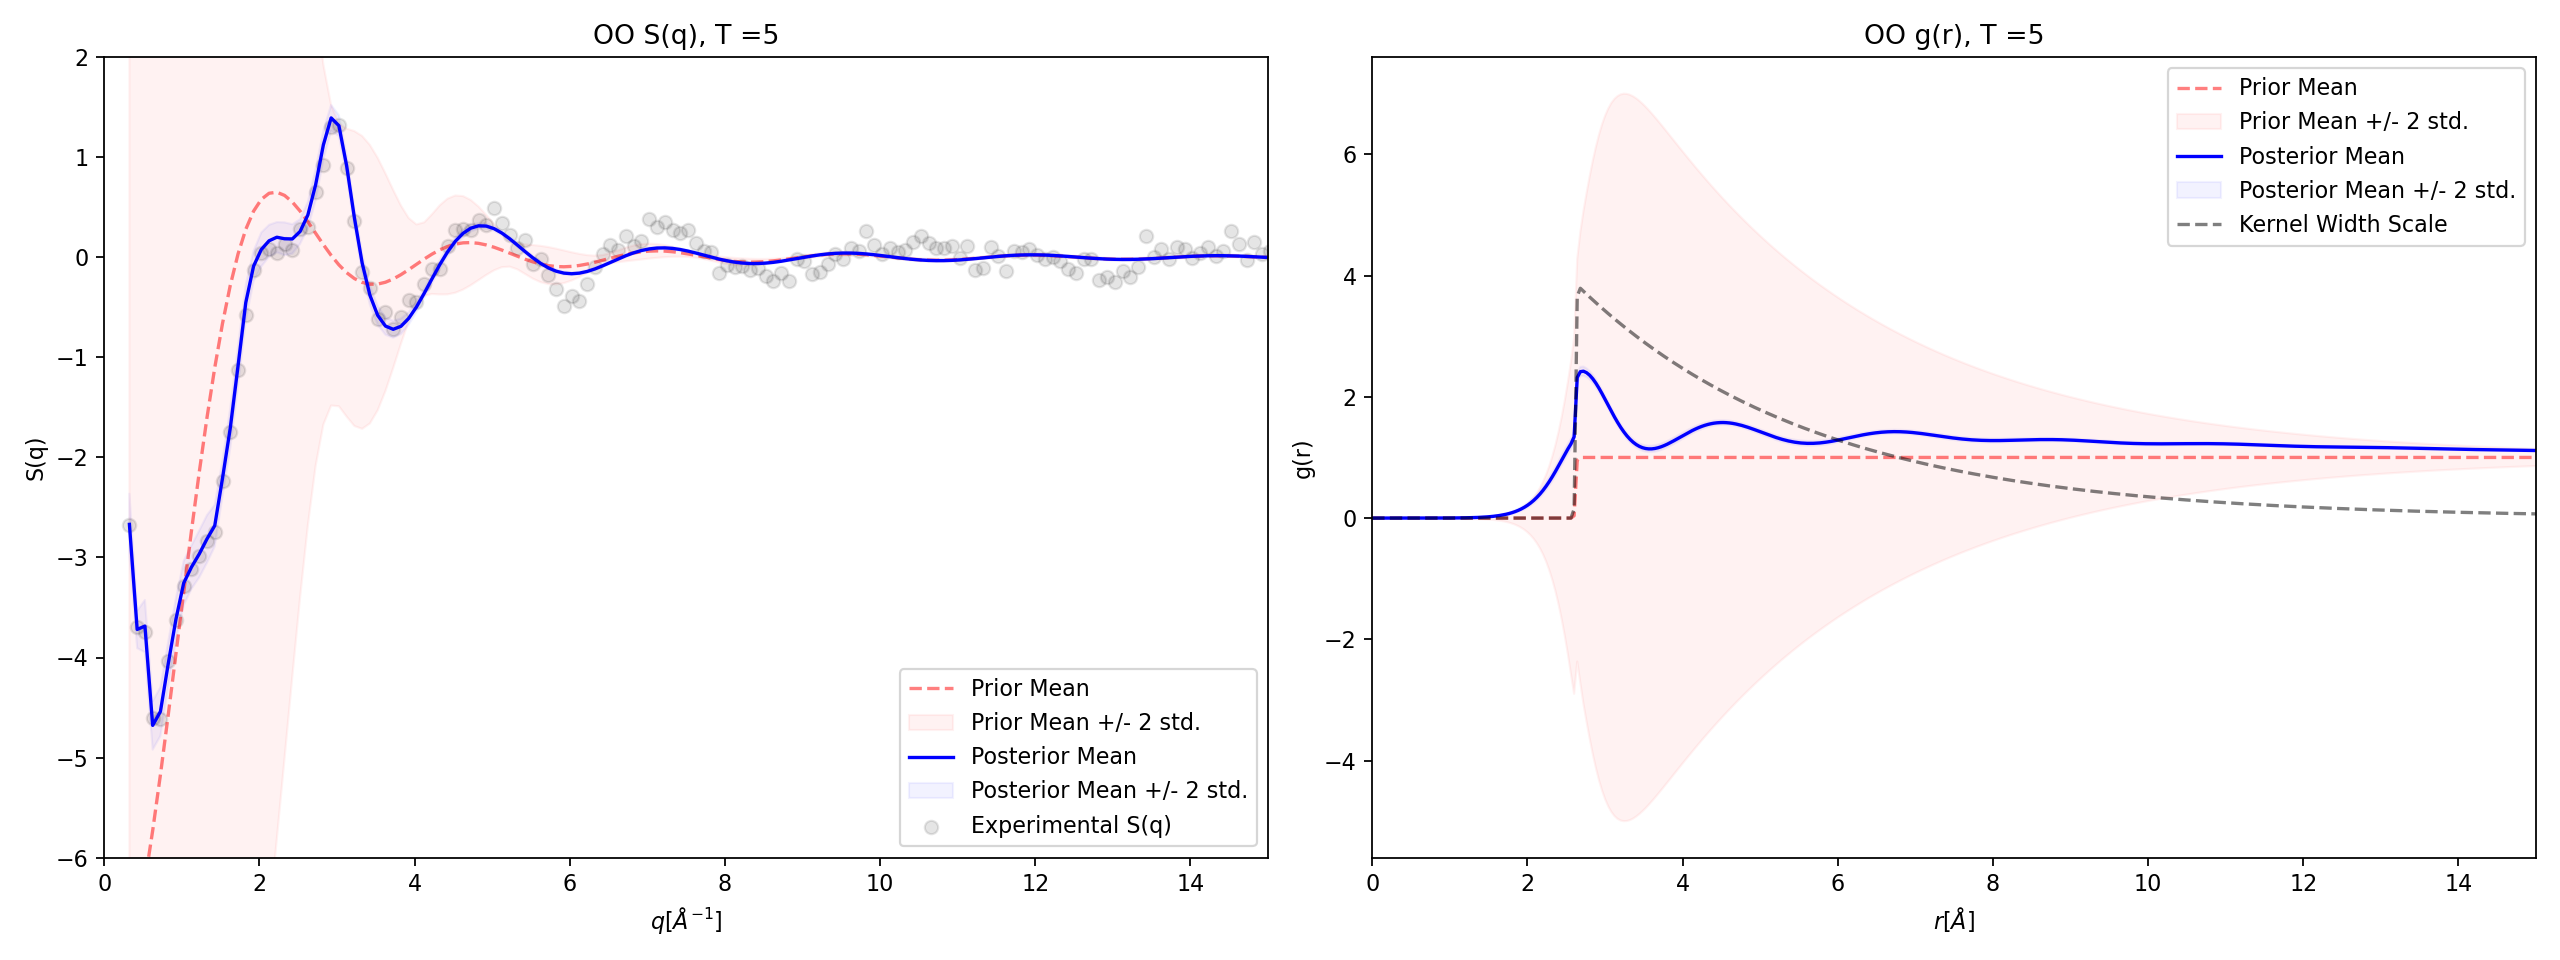 OO S(q), T =5
2
1
0
−1
−2
−3
−4
−5
−6
S(q)
0 2 4 6 8 10 12 14
q[Å⁻¹]
Prior Mean
Prior Mean +/- 2 std.
Posterior Mean
Posterior Mean +/- 2 std.
Experimental S(q)
OO g(r), T =5
6
4
2
0
−2
−4
g(r)
0 2 4 6 8 10 12 14
r[Å]
Prior Mean
Prior Mean +/- 2 std.
Posterior Mean
Posterior Mean +/- 2 std.
Kernel Width Scale